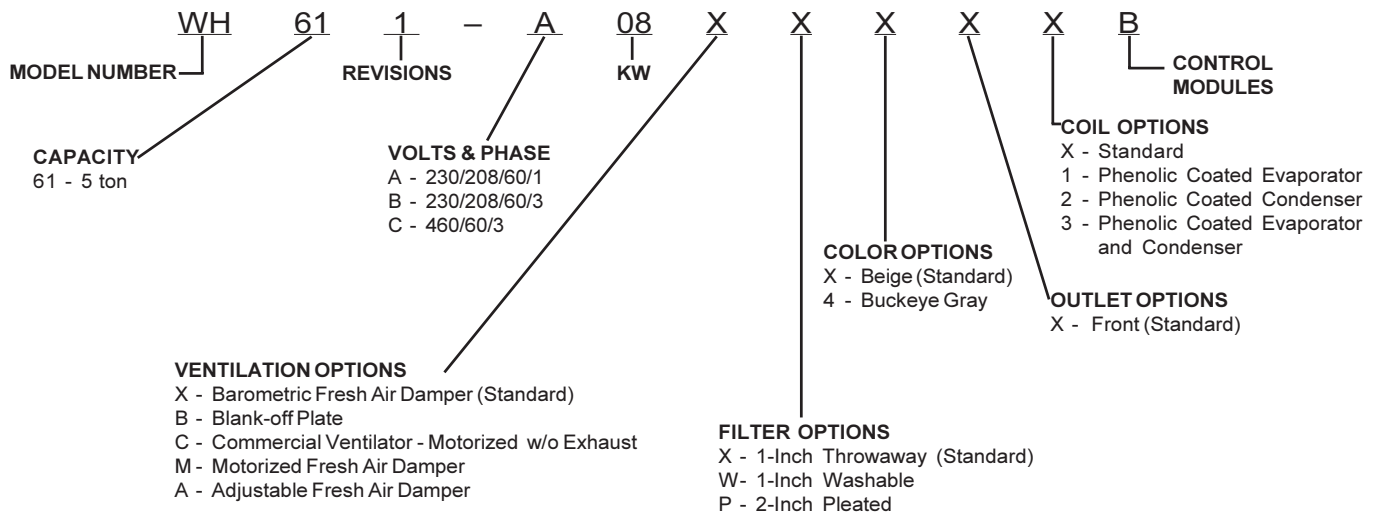 WH 61 1 – A 08 X X X X X B
MODEL NUMBER
REVISIONS
KW
CONTROL
MODULES
CAPACITY
61 - 5 ton
VOLTS & PHASE
A - 230/208/60/1
B - 230/208/60/3
C - 460/60/3
COIL OPTIONS
X - Standard
1 - Phenolic Coated Evaporator
2 - Phenolic Coated Condenser
3 - Phenolic Coated Evaporator
and Condenser
COLOR OPTIONS
X - Beige (Standard)
4 - Buckeye Gray
OUTLET OPTIONS
X - Front (Standard)
VENTILATION OPTIONS
X - Barometric Fresh Air Damper (Standard)
B - Blank-off Plate
C - Commercial Ventilator - Motorized w/o Exhaust
M - Motorized Fresh Air Damper
A - Adjustable Fresh Air Damper
FILTER OPTIONS
X - 1-Inch Throwaway (Standard)
W- 1-Inch Washable
P - 2-Inch Pleated